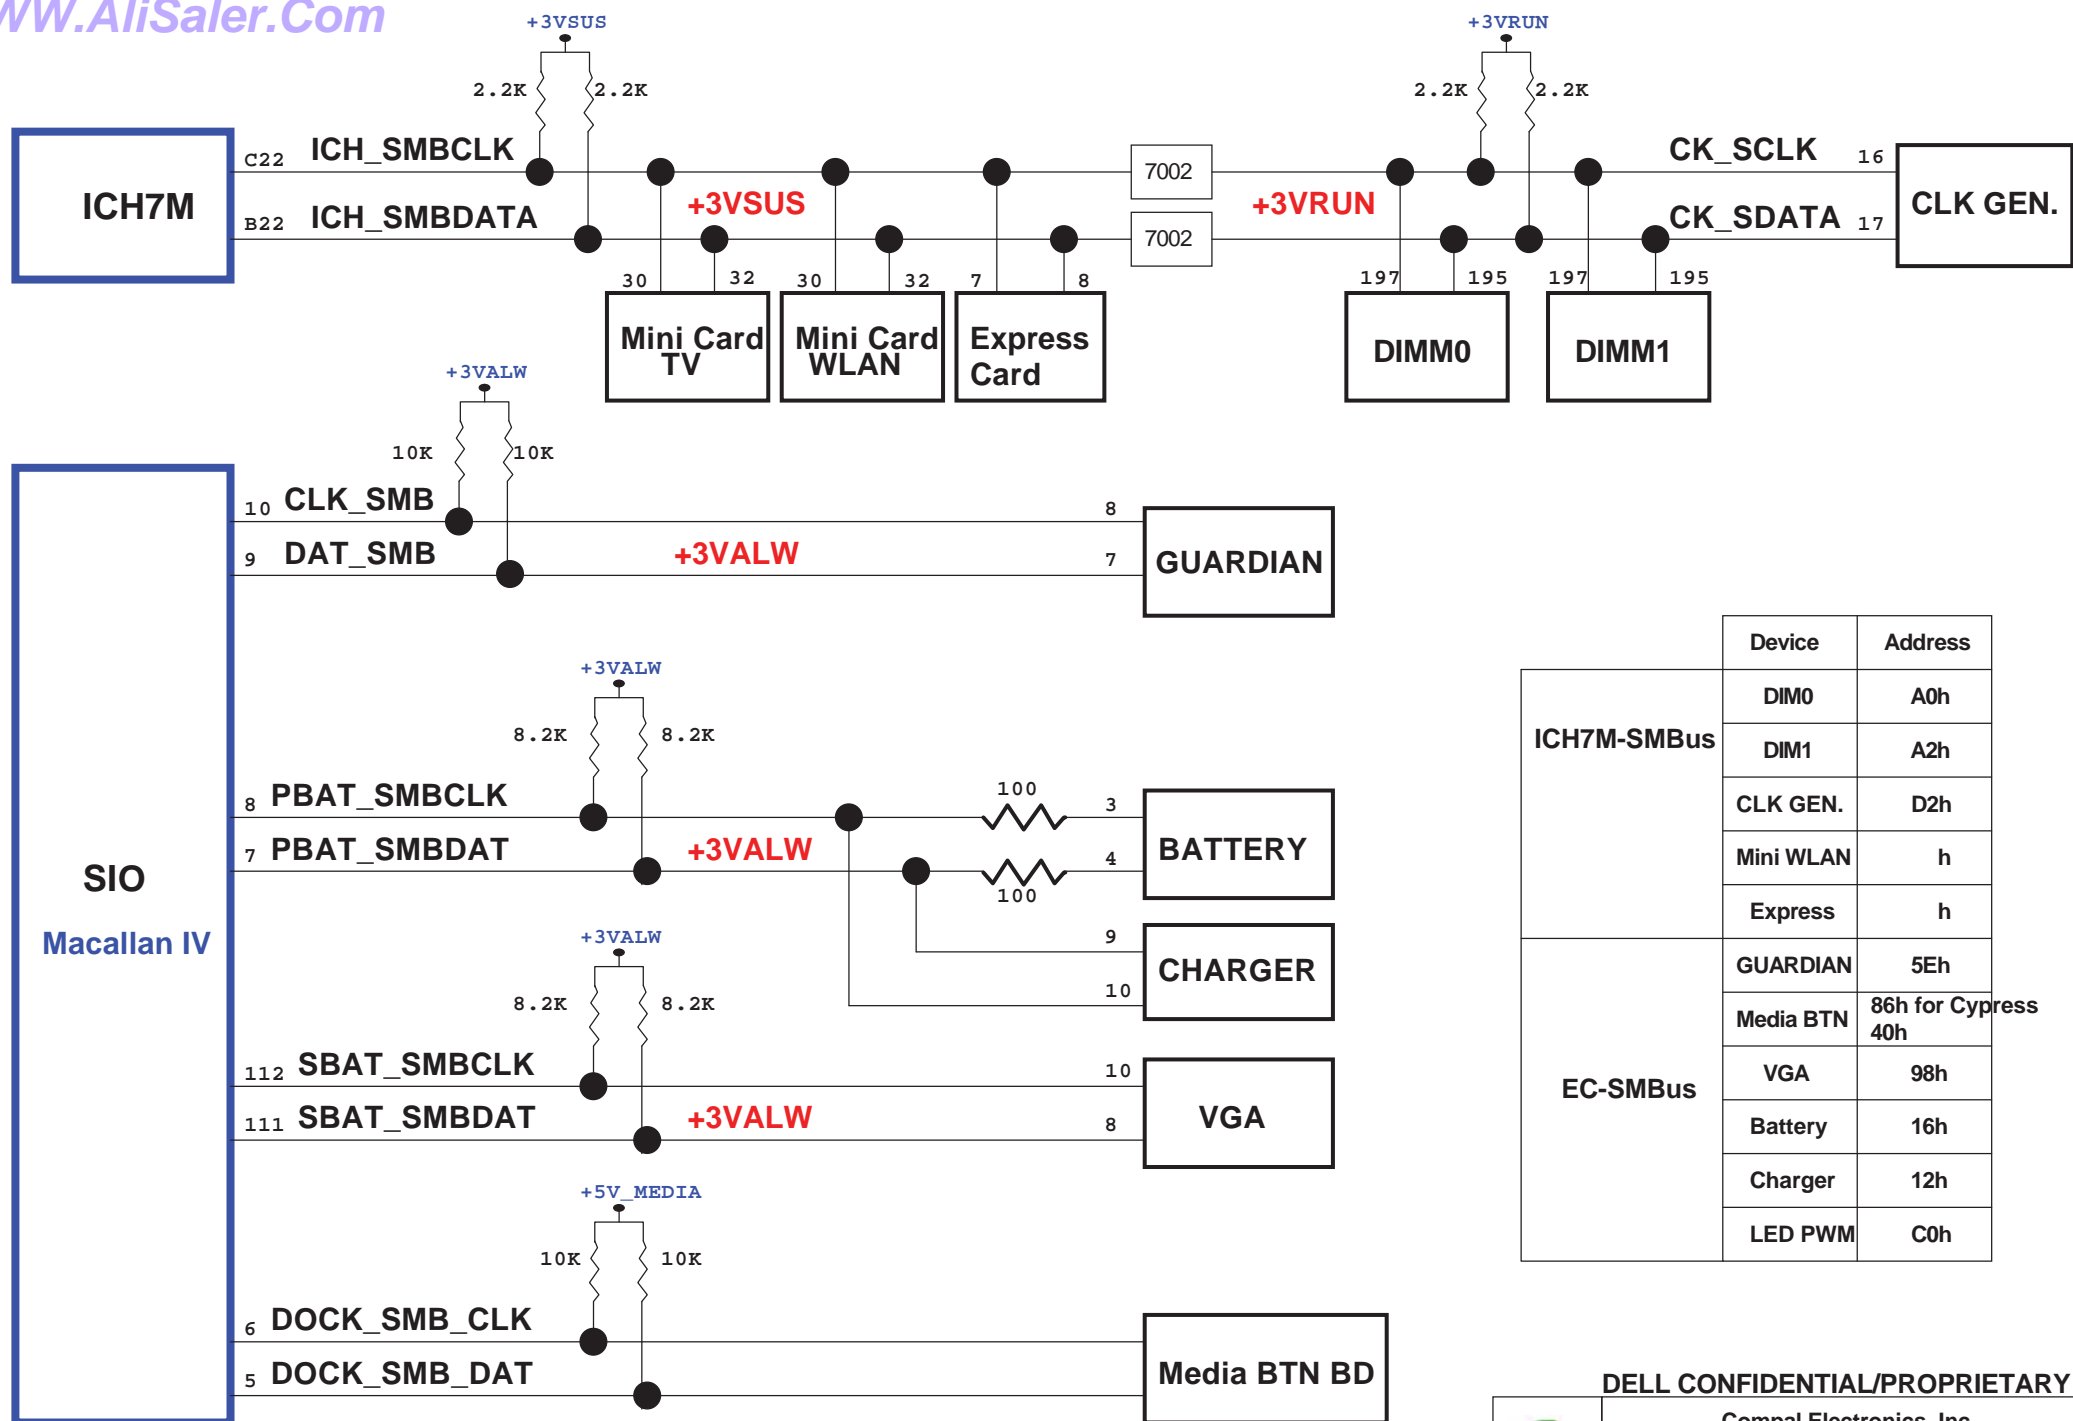 WW.AliSaler.Com
+3VSUS
+3VRUN
2.2K 2.2K 2.2K 2.2K
ICH7M
C22 ICH_SMBCLK 7002 CK_SCLK 16
+3VSUS +3VRUN
B22 ICH_SMBDATA 7002 CK_SDATA 17
CLK GEN.
30 32 30 32 7 8 197 195 197 195
Mini Card TV
Mini Card WLAN
Express Card
DIMM0
DIMM1
+3VALW
10K 10K
10 CLK_SMB 8
9 DAT_SMB +3VALW 7
GUARDIAN
+3VALW
8.2K 8.2K
8 PBAT_SMBCLK 100 3
7 PBAT_SMBDAT +3VALW 100 4
BATTERY
SIO
Macallan IV
9
10
CHARGER
+3VALW
8.2K 8.2K
112 SBAT_SMBCLK 10
111 SBAT_SMBDAT +3VALW 8
VGA
+5V_MEDIA
10K 10K
6 DOCK_SMB_CLK
5 DOCK_SMB_DAT
Media BTN BD
Device Address
ICH7M-SMBus
DIM0 A0h
DIM1 A2h
CLK GEN. D2h
Mini WLAN h
Express h
EC-SMBus
GUARDIAN 5Eh
Media BTN 86h for Cypress
40h
VGA 98h
Battery 16h
Charger 12h
LED PWM C0h
DELL CONFIDENTIAL/PROPRIETARY
Compal Electronics, Inc